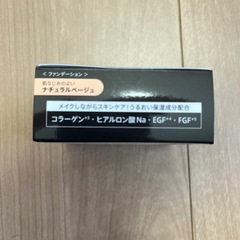 ＜ファンデーション＞
肌なじみのよい
ナチュラルベージュ
メイクしながらスキンケア！うるおい保湿成分配合
コラーゲン*³・ヒアルロン酸Na・EGF*⁴・FGF*⁵